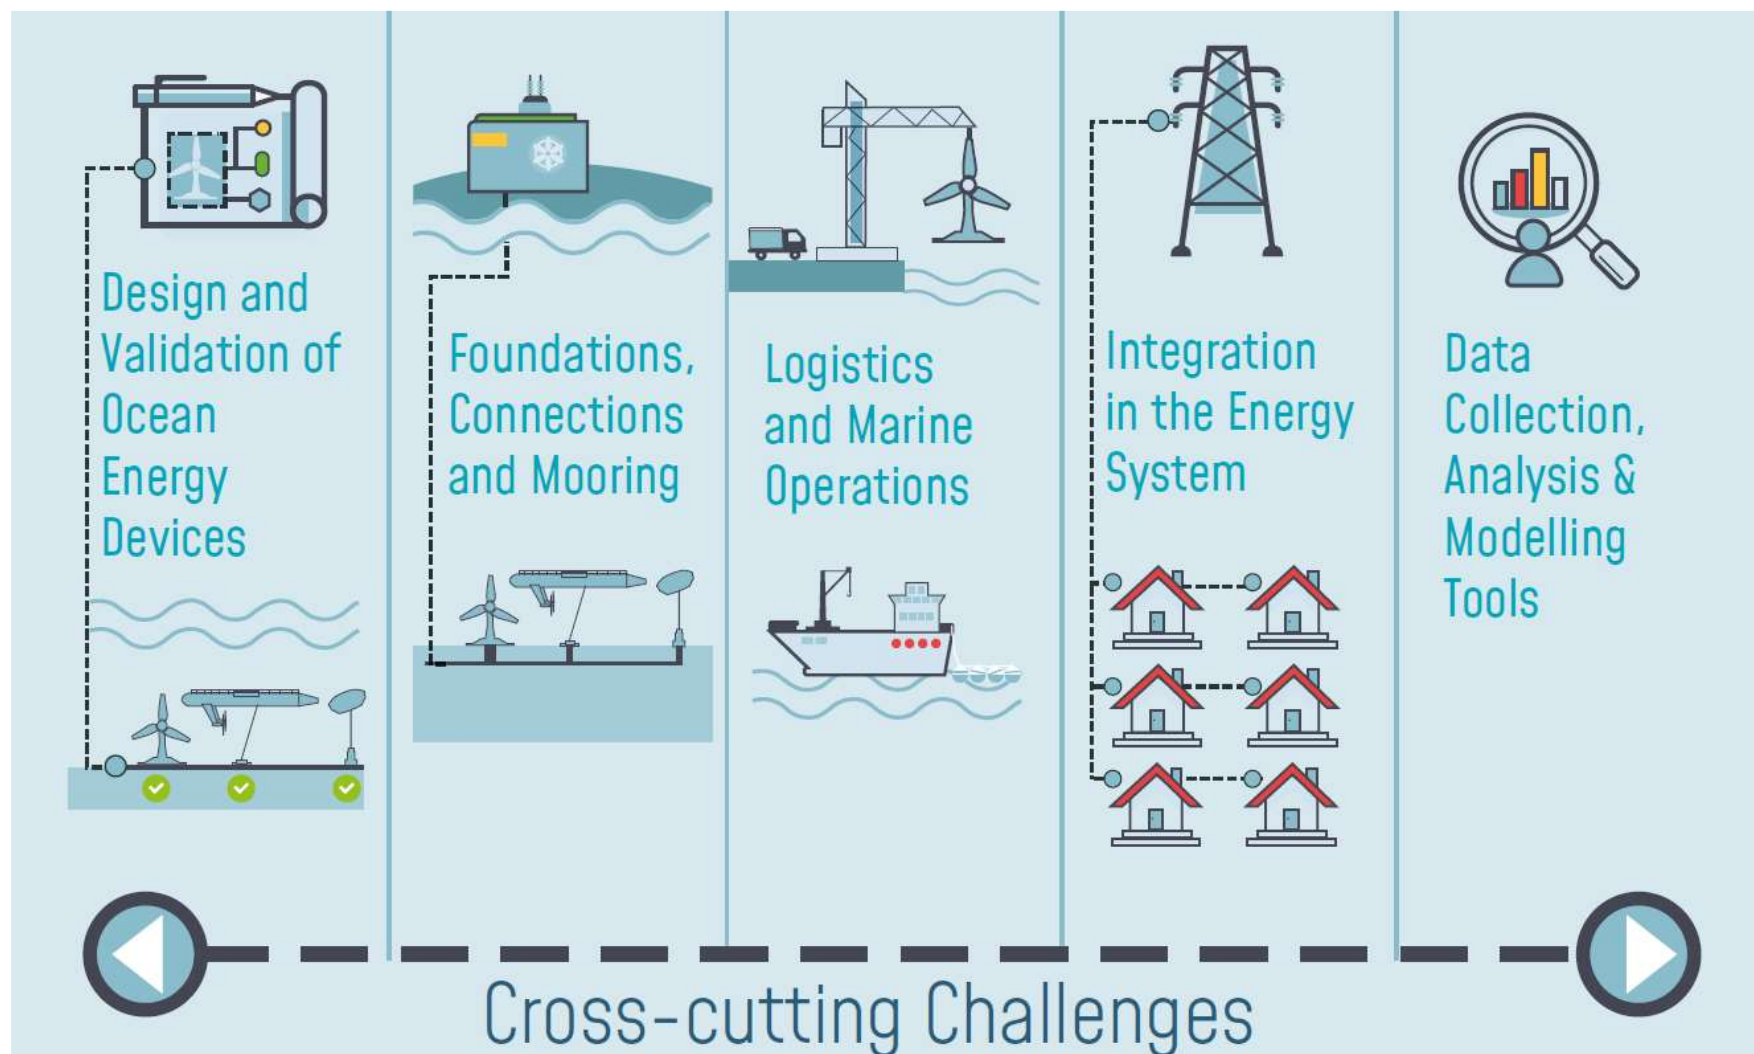 Design and
Validation of
Ocean
Energy
Devices
Foundations,
Connections
and Mooring
Logistics
and Marine
Operations
Integration
in the Energy
System
Data
Collection,
Analysis &
Modelling
Tools
Cross-cutting Challenges